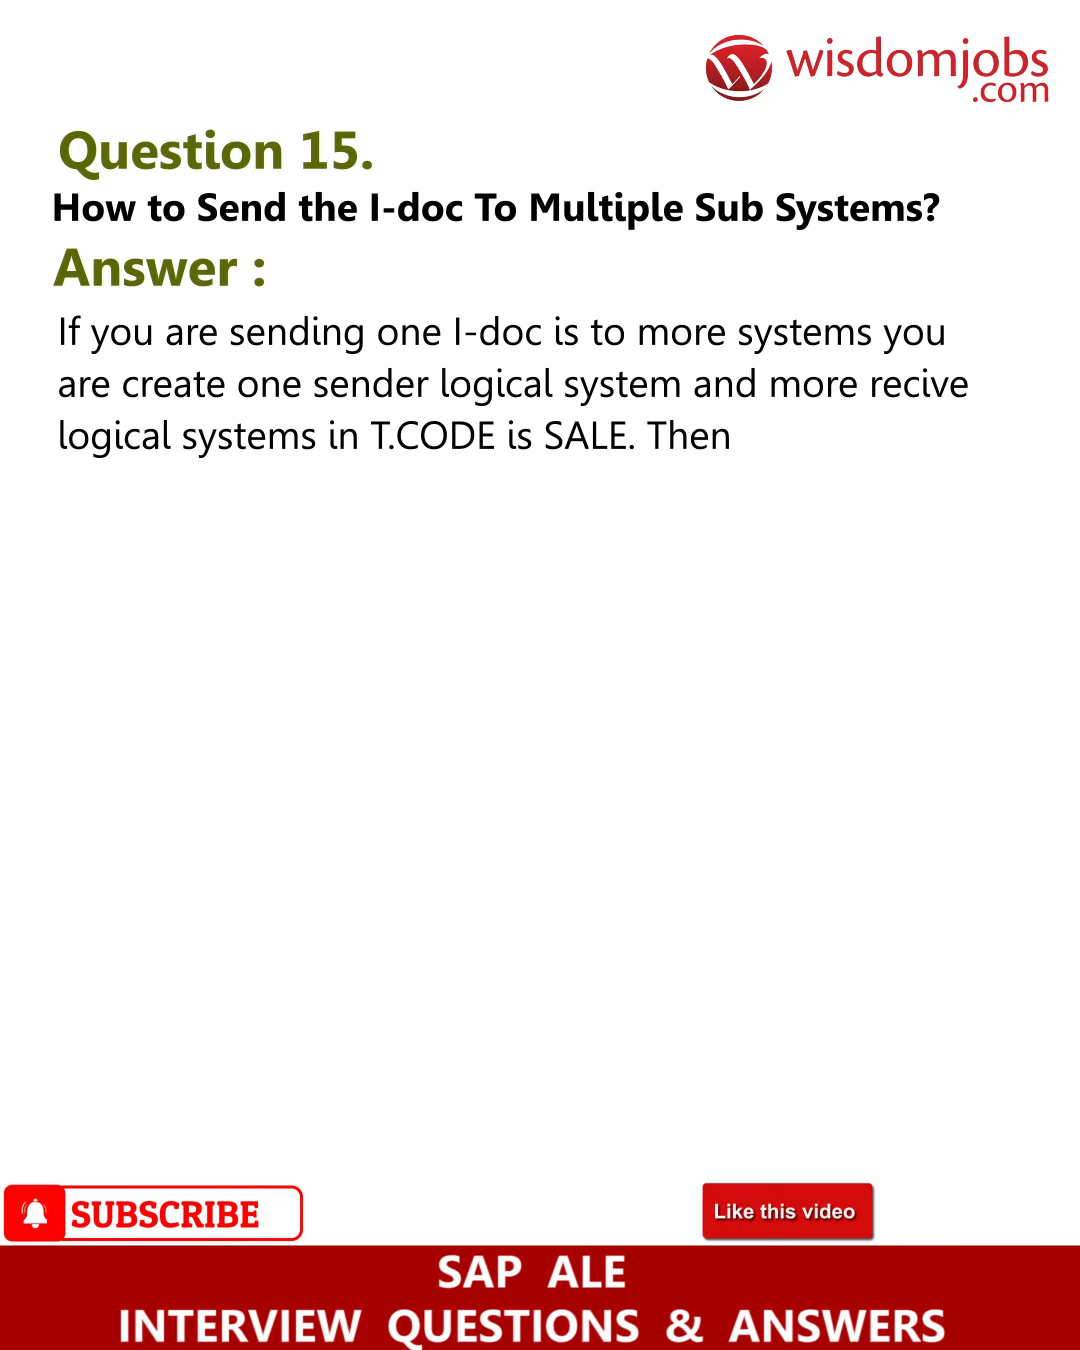 wisdomjobs
.com
Question 15.
How to Send the I-doc To Multiple Sub Systems?
Answer :
If you are sending one I-doc is to more systems you
are create one sender logical system and more recive
logical systems in T.CODE is SALE. Then
SUBSCRIBE
Like this video
SAP ALE
INTERVIEW QUESTIONS & ANSWERS